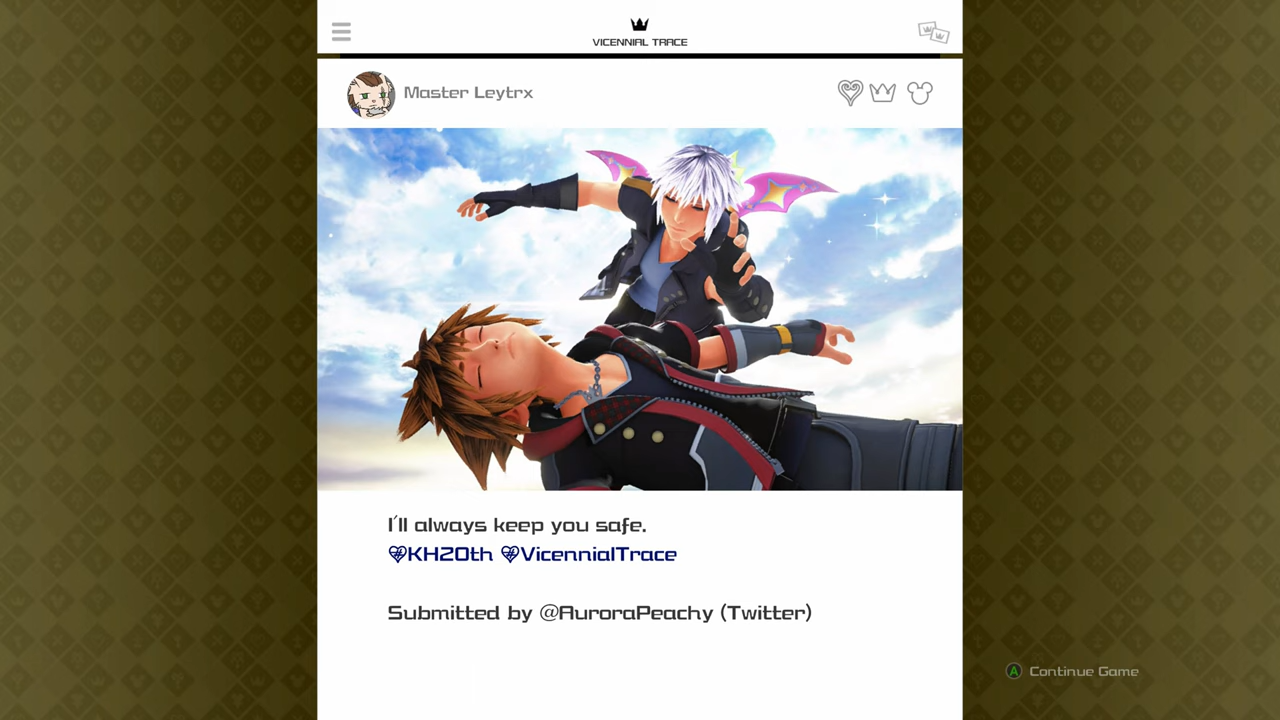 VICENNIAL TRACE
Master Leytrx
I'll always keep you safe.
#KH20th #VicennialTrace
Submitted by @AuroraPeachy (Twitter)
A Continue Game